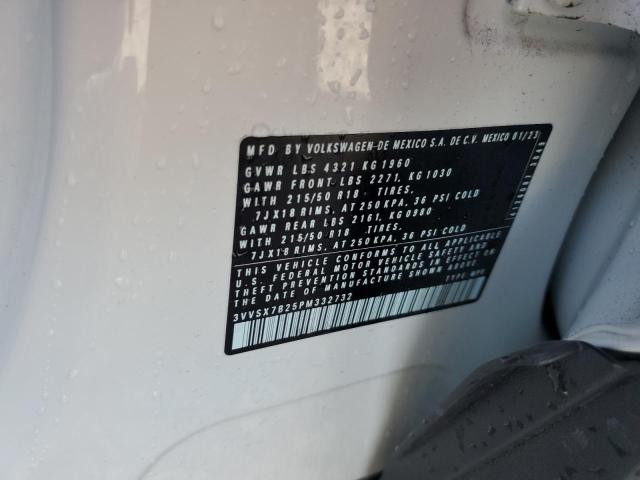 MFD BY VOLKSWAGEN DE MEXICO S.A. DE C.V. MEXICO 01/23
GVWR LBS 4321 KG 1960
GAWR FRONT LBS 2271, KG 1030
WITH 215/50 R18 TIRES.
7JX18 RIMS, AT 250 KPA, 36 PSI COLD
GAWR REAR LBS 2161, KG 0980
WITH 215/50 R18 TIRES.
7JX18 RIMS, AT 250 KPA, 36 PSI COLD
THIS VEHICLE CONFORMS TO ALL APPLICABLE
U.S. FEDERAL MOTOR VEHICLE SAFETY AND
THEFT PREVENTION STANDARDS IN EFFECT ON
THE DATE OF MANUFACTURE SHOWN ABOVE
3VVSX7B25PM332732 TYPE: MPV